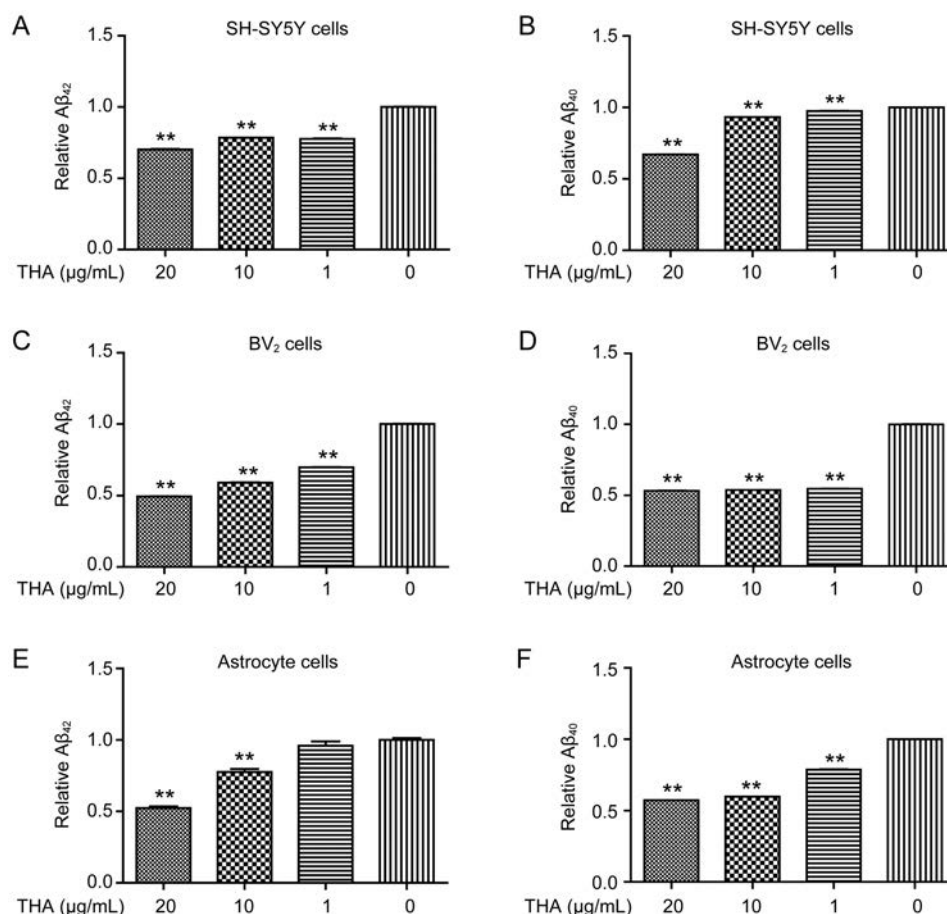 A
SH-SY5Y cells
Relative Aβ₄₂
1.5
1.0
0.5
0.0
** ** **
THA (μg/mL) 20 10 1 0
B
SH-SY5Y cells
Relative Aβ₄₀
1.5
1.0
0.5
0.0
** ** **
THA (μg/mL) 20 10 1 0
C
BV₂ cells
Relative Aβ₄₂
1.5
1.0
0.5
0.0
** ** **
THA (μg/mL) 20 10 1 0
D
BV₂ cells
Relative Aβ₄₀
1.5
1.0
0.5
0.0
** ** **
THA (μg/mL) 20 10 1 0
E
Astrocyte cells
Relative Aβ₄₂
1.5
1.0
0.5
0.0
** **
THA (μg/mL) 20 10 1 0
F
Astrocyte cells
Relative Aβ₄₀
1.5
1.0
0.5
0.0
** ** **
THA (μg/mL) 20 10 1 0